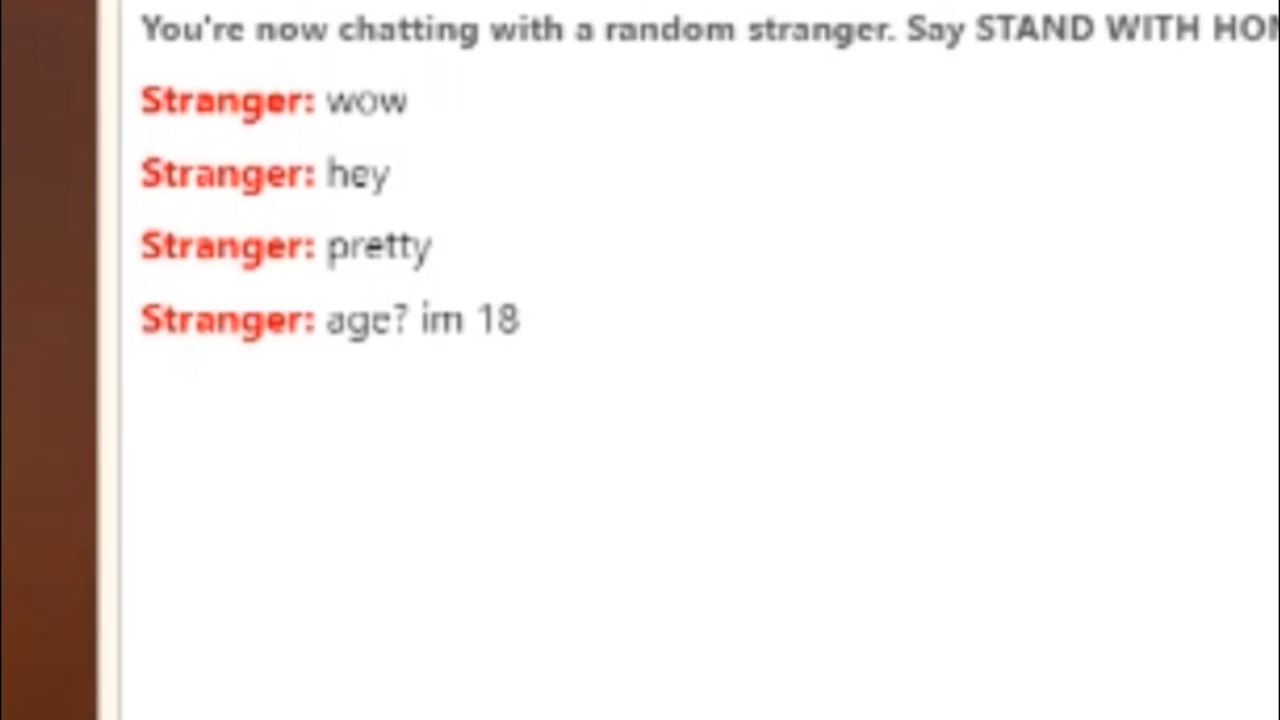 You're now chatting with a random stranger. Say STAND WITH
Stranger: wow
Stranger: hey
Stranger: pretty
Stranger: age? im 18